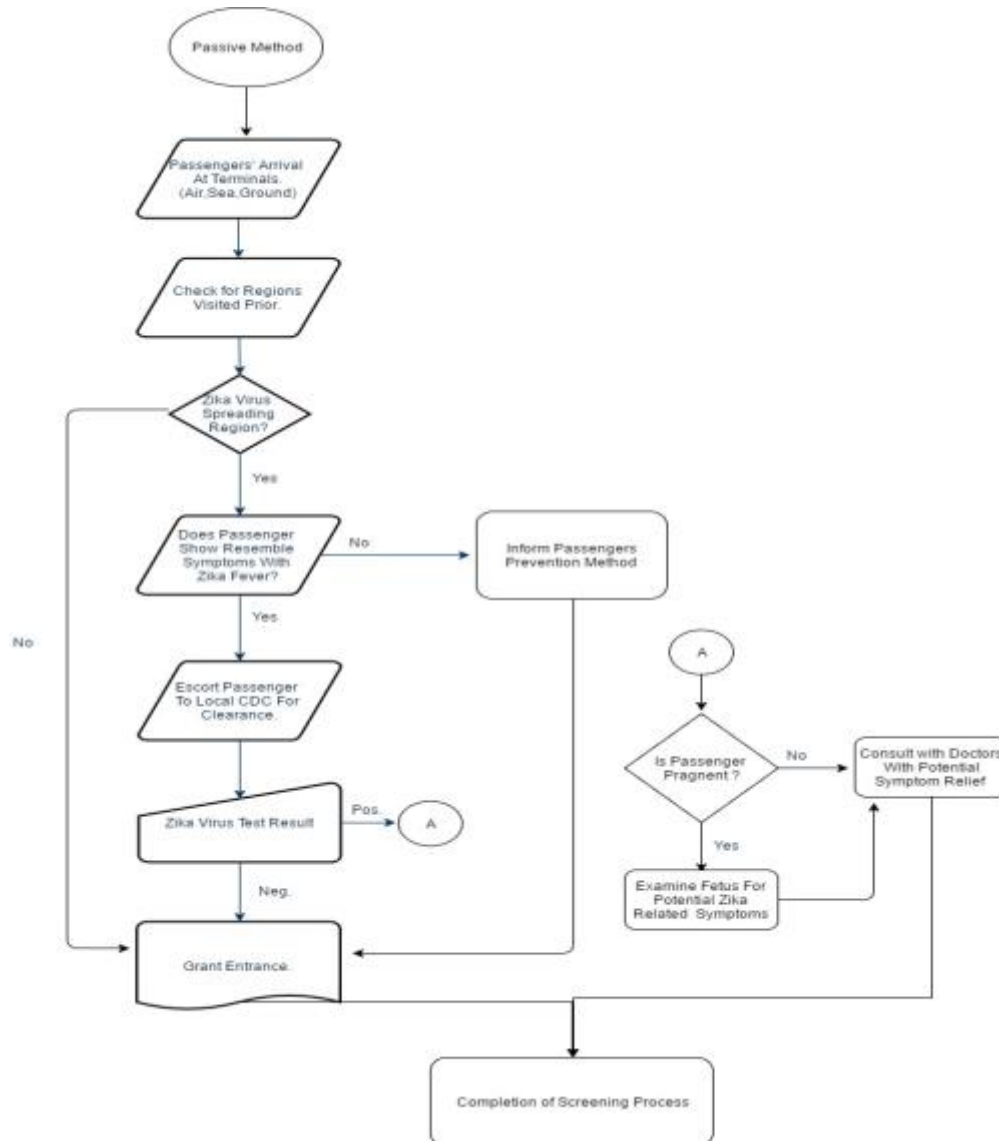 Passive Method
Passengers' Arrival
At Terminals.
(Air,Sea,Ground)
Check for Regions
Visited Prior.
Zika Virus
Spreading
Region?
Yes
No
Does Passenger
Show Resemble
Symptoms With
Zika Fever?
No
Inform Passengers
Prevention Method
Yes
Escort Passenger
To Local CDC For
Clearance.
Zika Virus Test Result
Pos.
A
Neg.
Grant Entrance.
A
Is Passenger
Pragnent ?
No
Consult with Doctors
With Potential
Symptom Relief
Yes
Examine Fetus For
Potential Zika
Related Symptoms
Completion of Screening Process